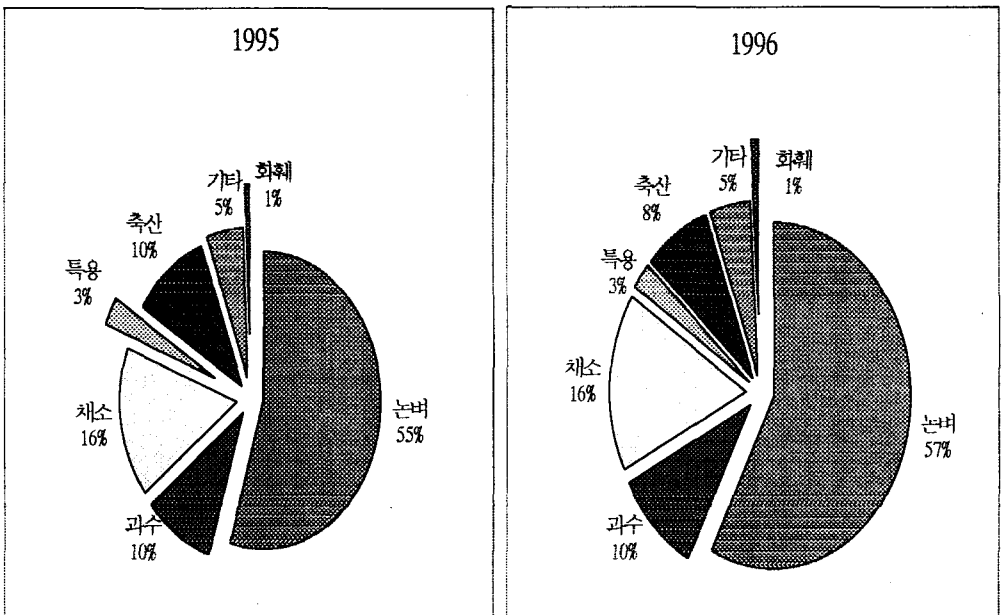 1995
화훼
1%
기타
5%
축산
10%
특용
3%
채소
16%
과수
10%
논벼
55%
1996
화훼
1%
기타
5%
축산
8%
특용
3%
채소
16%
과수
10%
논벼
57%